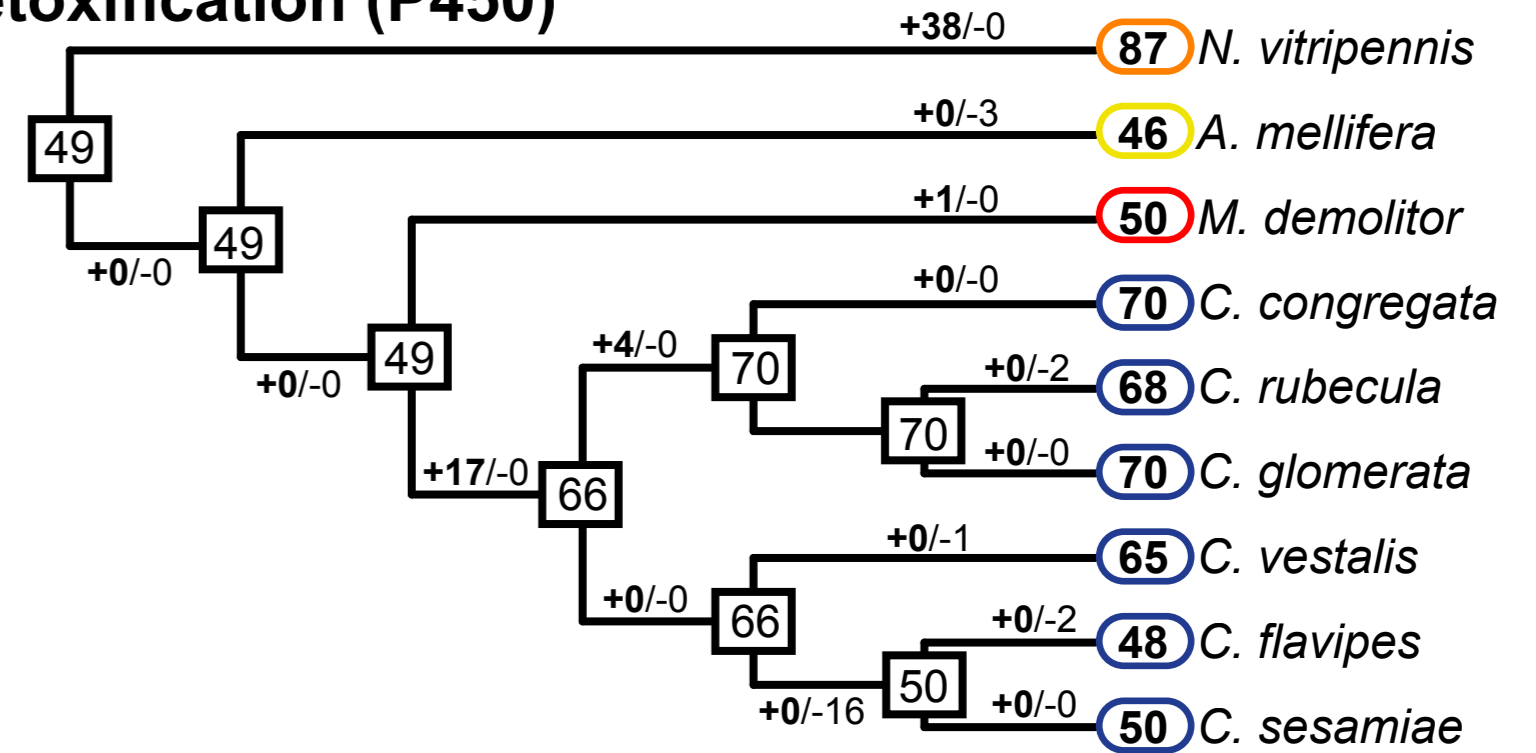 etoxification (P450)
+38/-0
87 N. vitripennis
+0/-3
49
46 A. mellifera
+1/-0
50 M. demolitor
49
+0/-0
+0/-0
70 C. congregata
+4/-0
49
70
+0/-0
+0/-2
68 C. rubecula
70
+0/-0
70 C. glomerata
+17/-0
66
+0/-1
65 C. vestalis
+0/-0
66
+0/-2
48 C. flavipes
50
+0/-16
+0/-0
50 C. sesamiae